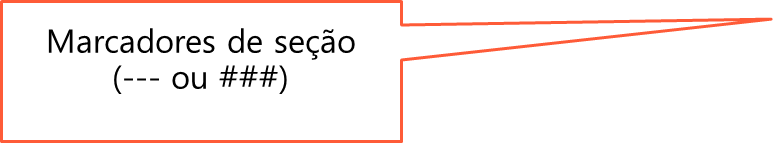 Marcadores de seção
(--- ou ###)